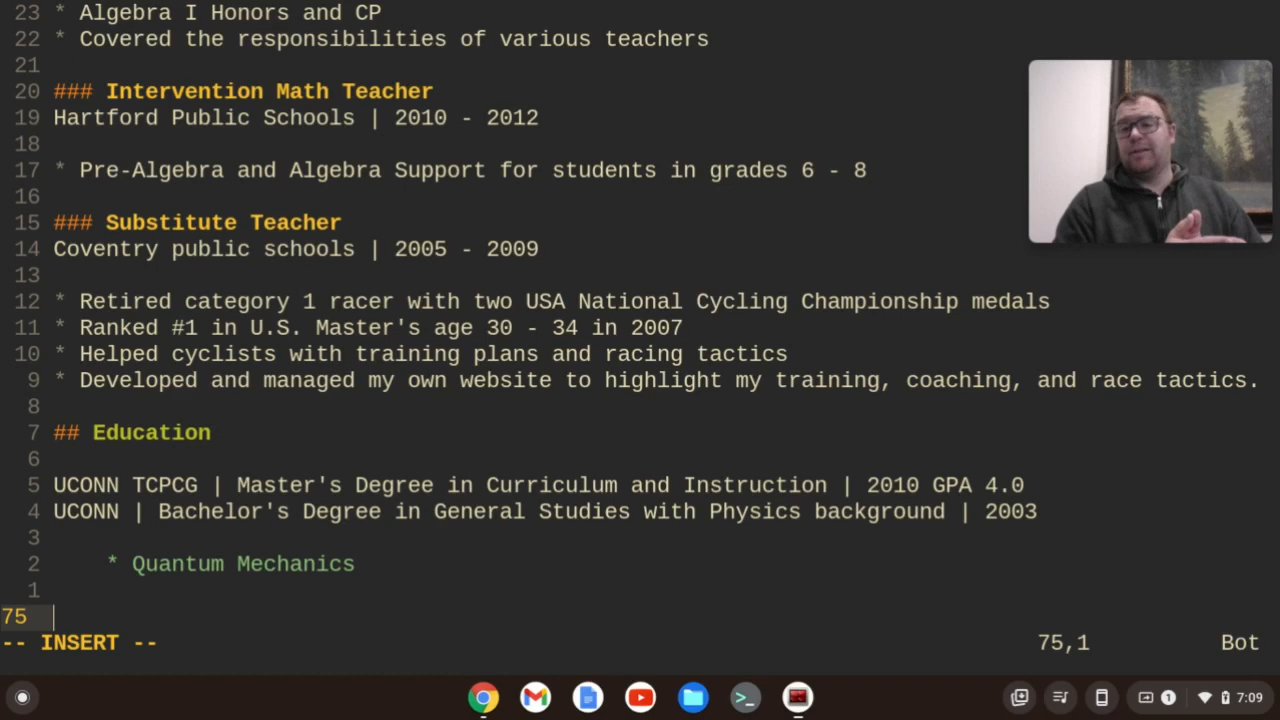 23 * Algebra I Honors and CP
22 * Covered the responsibilities of various teachers
21
20 ### Intervention Math Teacher
19 Hartford Public Schools | 2010 - 2012
18
17 * Pre-Algebra and Algebra Support for students in grades 6 - 8
16
15 ### Substitute Teacher
14 Coventry public schools | 2005 - 2009
13
12 * Retired category 1 racer with two USA National Cycling Championship medals
11 * Ranked #1 in U.S. Master's age 30 - 34 in 2007
10 * Helped cyclists with training plans and racing tactics
9 * Developed and managed my own website to highlight my training, coaching, and race tactics.
8
7 ## Education
6
5 UCONN TCPCG | Master's Degree in Curriculum and Instruction | 2010 GPA 4.0
4 UCONN | Bachelor's Degree in General Studies with Physics background | 2003
3
2 * Quantum Mechanics
1
75
-- INSERT -- 75,1 Bot
1 7:09